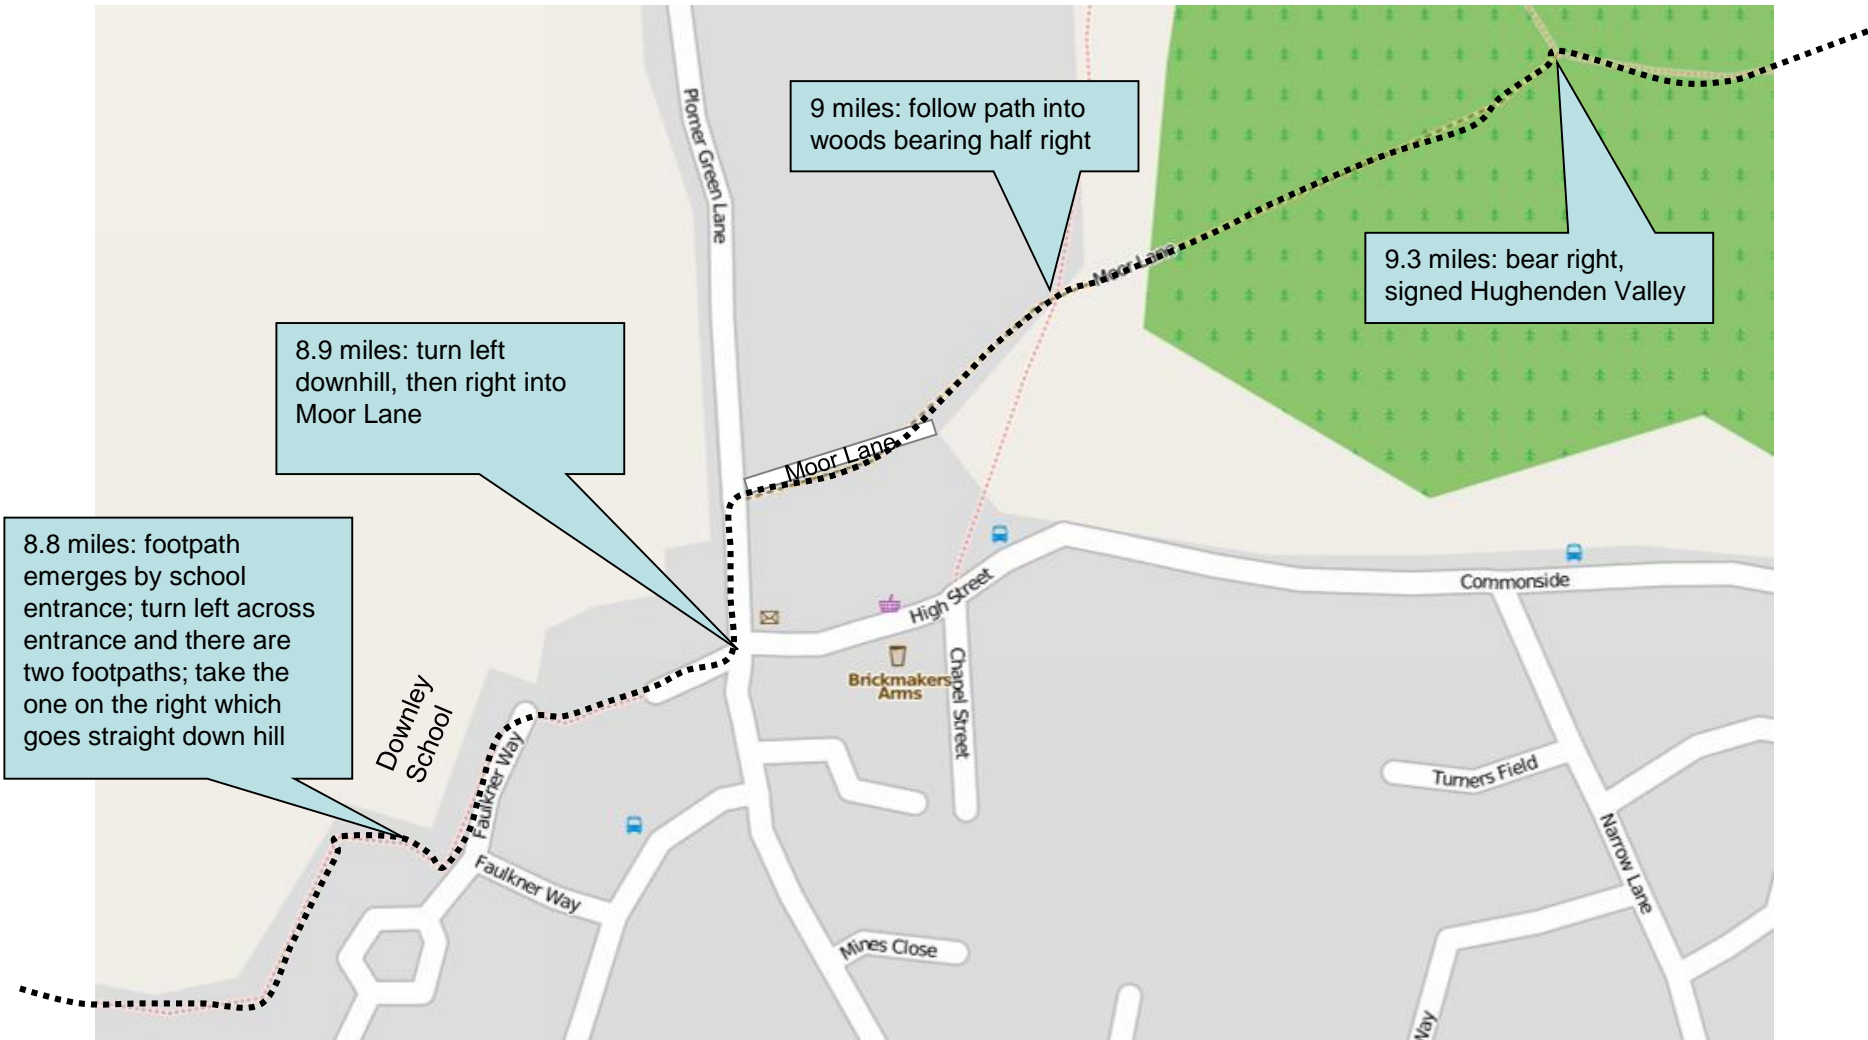 Plomer Green Lane
9 miles: follow path into
woods bearing half right
Moor Lane
9.3 miles: bear right,
signed Hughenden Valley
8.9 miles: turn left
downhill, then right into
Moor Lane
Moor Lane
8.8 miles: footpath
emerges by school
entrance; turn left across
entrance and there are
two footpaths; take the
one on the right which
goes straight down hill
Downley
School
High Street
Commonside
Brickmakers
Arms
Chapel Street
Faulkner Way
Faulkner Way
Turners Field
Narrow Lane
Mines Close
Way